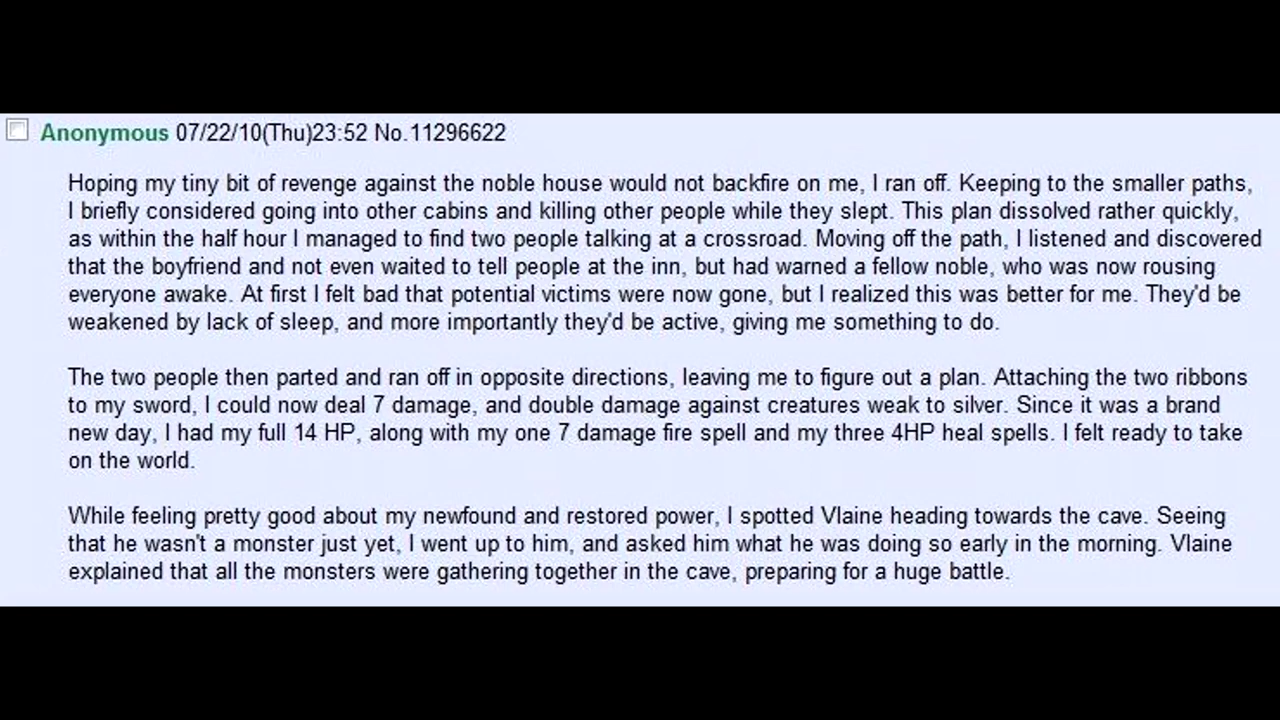 Anonymous 07/22/10(Thu)23:52 No.11296622
Hoping my tiny bit of revenge against the noble house would not backfire on me, I ran off. Keeping to the smaller paths,
I briefly considered going into other cabins and killing other people while they slept. This plan dissolved rather quickly,
as within the half hour I managed to find two people talking at a crossroad. Moving off the path, I listened and discovered
that the boyfriend and not even waited to tell people at the inn, but had warned a fellow noble, who was now rousing
everyone awake. At first I felt bad that potential victims were now gone, but I realized this was better for me. They'd be
weakened by lack of sleep, and more importantly they'd be active, giving me something to do.
The two people then parted and ran off in opposite directions, leaving me to figure out a plan. Attaching the two ribbons
to my sword, I could now deal 7 damage, and double damage against creatures weak to silver. Since it was a brand
new day, I had my full 14 HP, along with my one 7 damage fire spell and my three 4HP heal spells. I felt ready to take
on the world.
While feeling pretty good about my newfound and restored power, I spotted Vlaine heading towards the cave. Seeing
that he wasn't a monster just yet, I went up to him, and asked him what he was doing so early in the morning. Vlaine
explained that all the monsters were gathering together in the cave, preparing for a huge battle.